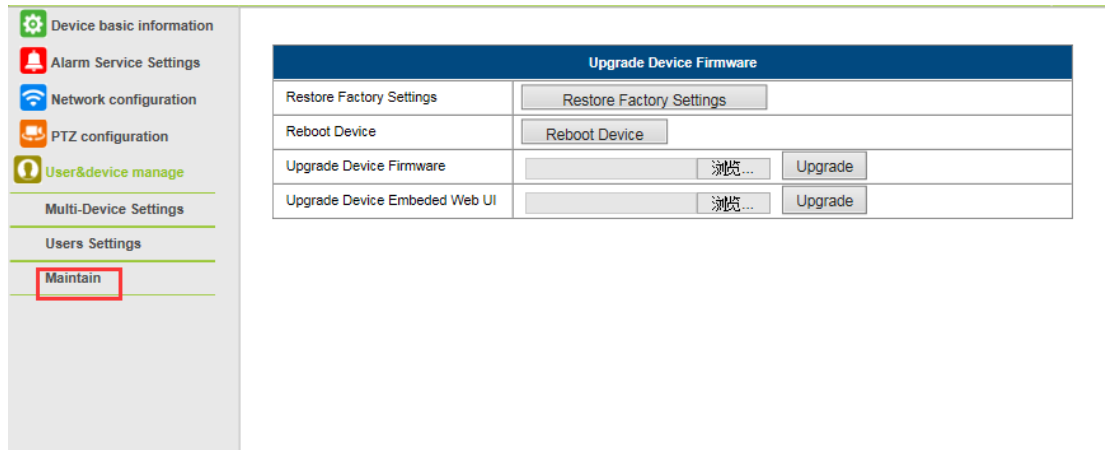 Device basic information
Alarm Service Settings
Network configuration
PTZ configuration
User&device manage
Multi-Device Settings
Users Settings
Maintain
Upgrade Device Firmware
Restore Factory Settings Restore Factory Settings
Reboot Device Reboot Device
Upgrade Device Firmware 浏览... Upgrade
Upgrade Device Embeded Web UI 浏览... Upgrade